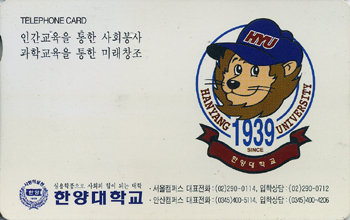 TELEPHONE CARD
인간교육을 통한 사회봉사
과학교육을 통한 미래창조
HYU
HANYANG UNIVERSITY
1939
SINCE
한양대학교
실용학풍으로 사회의 힘이 되는 대학
한양대학교
· 서울캠퍼스 대표전화 : (02)290-0114, 입학상담 : (02)290-0712
· 안산캠퍼스 대표전화 : (0345)400-5114, 입학상담 : (0345)400-4206